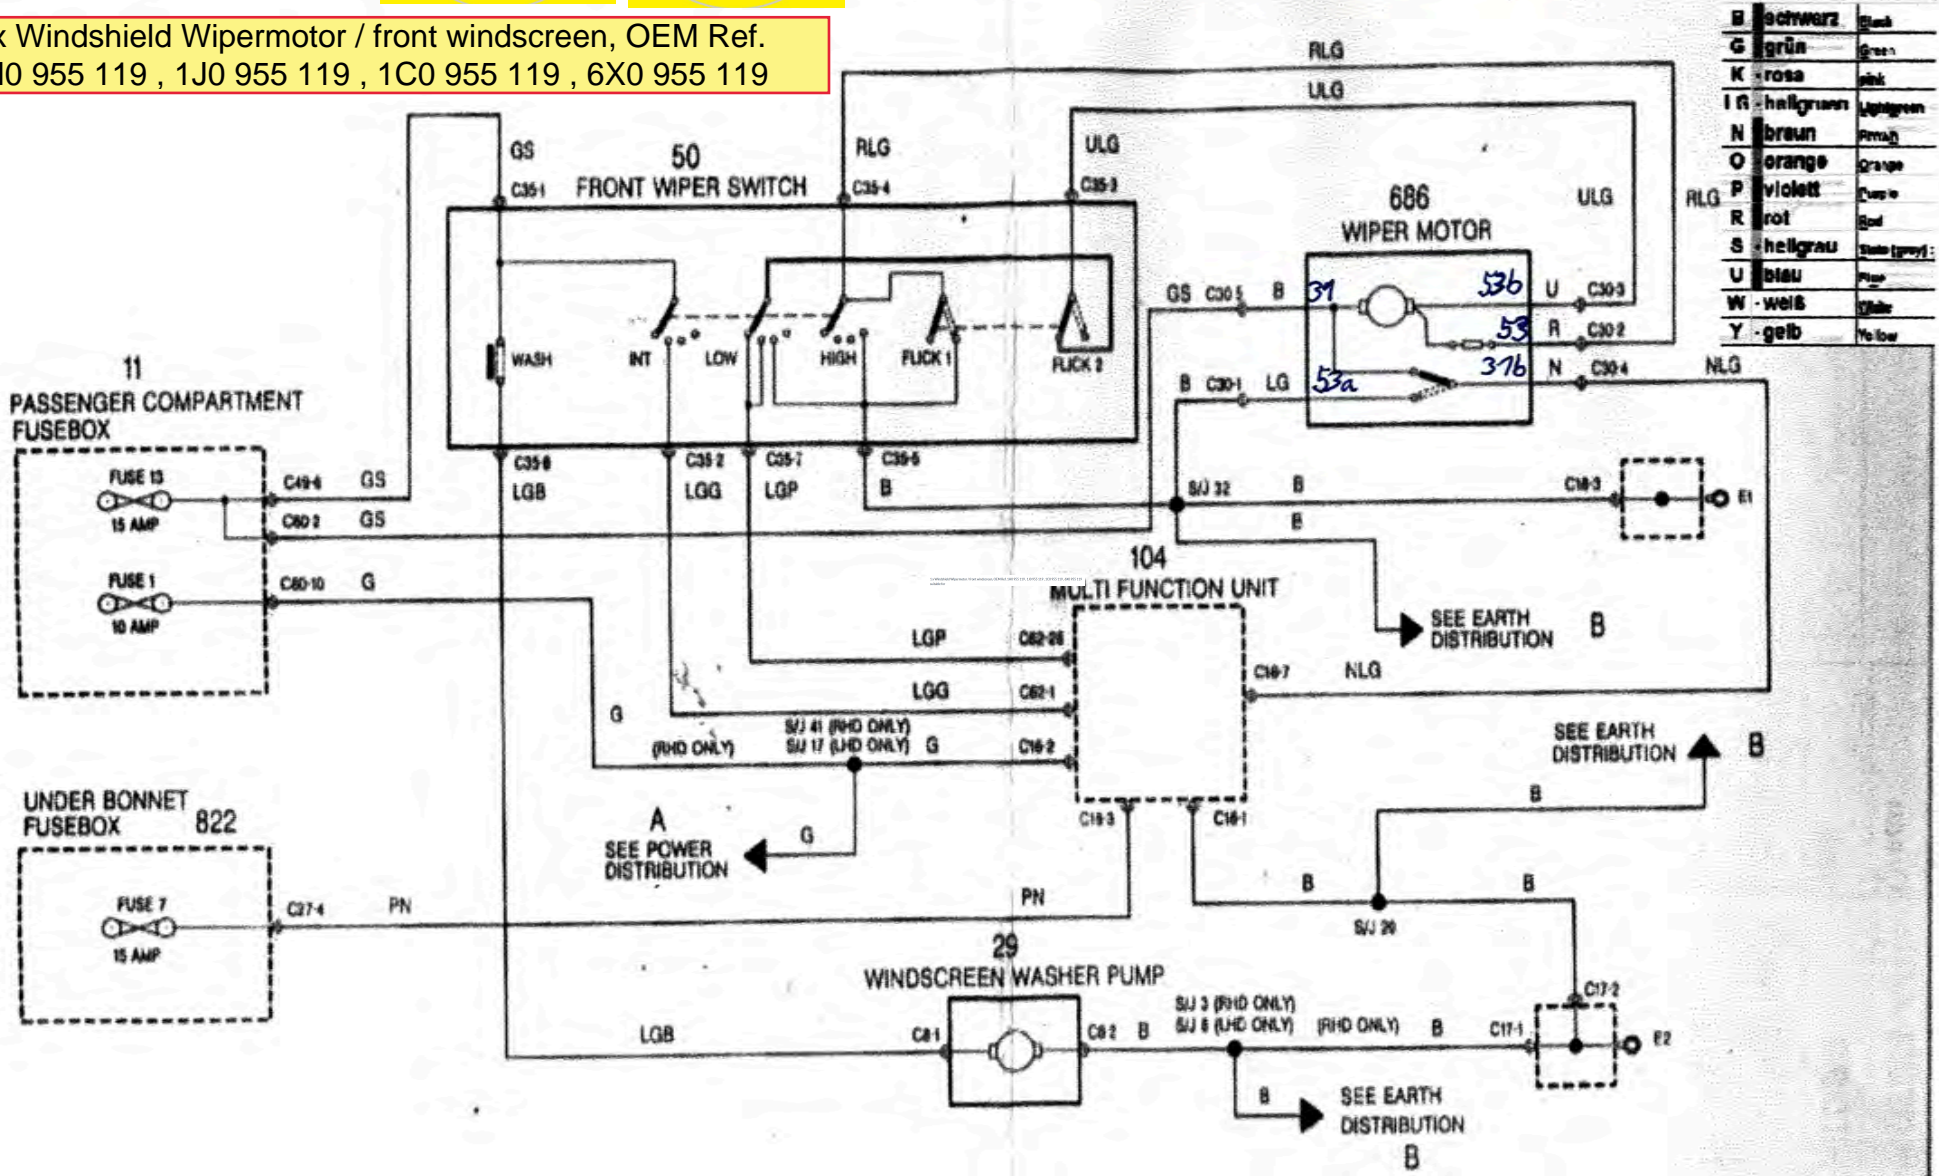 x Windshield Wipermotor / front windscreen, OEM Ref.
0 955 119 , 1J0 955 119 , 1C0 955 119 , 6X0 955 119
B schwarz Black
G grün Green
K - rosa pink
- hellgruen Lightgreen
N braun
O orange Orange
P violett Purple
R rot Red
S - hellgrau Slate (grey)
U blau
W - weiß White
Y - gelb Yellow
RLG
ULG
GS
50
FRONT WIPER SWITCH
RLG
ULG
C35-1
C35-4
C35-3
686
WIPER MOTOR
ULG
RLG
GS C30 5 B 31
53b U C30-3
53 R C30-2
31b N C30-4 NLG
B C30-1 LG 53a
WASH
INT
LOW
HIGH
FLICK 1
FLICK 2
11
PASSENGER COMPARTMENT
FUSEBOX
FUSE 13
15 AMP
C49-6 GS
C60-2 GS
FUSE 1
10 AMP
C60-10 G
C35-8
LGB
C35-2
LGG
C35-7
LGP
C35-5
B
S/J 32 B C18-3 E1
B
104
MULTI FUNCTION UNIT
SEE EARTH
DISTRIBUTION B
LGP C62-26
LGG C62-1
C16-7 NLG
G
(RHD ONLY)
S/J 41 (RHD ONLY)
S/J 17 (LHD ONLY) G C16-2
SEE EARTH
DISTRIBUTION B
UNDER BONNET
FUSEBOX 822
A
SEE POWER
DISTRIBUTION
G
C16-3
C16-1
B
FUSE 7
15 AMP
C27-4 PN
PN
B
B
S/J 20
29
WINDSCREEN WASHER PUMP
LGB
C8-1
C8-2 B
S/J 3 (RHD ONLY)
S/J 8 (LHD ONLY)
(RHD ONLY) B C17-1
C17-2
E2
B
SEE EARTH
DISTRIBUTION
B